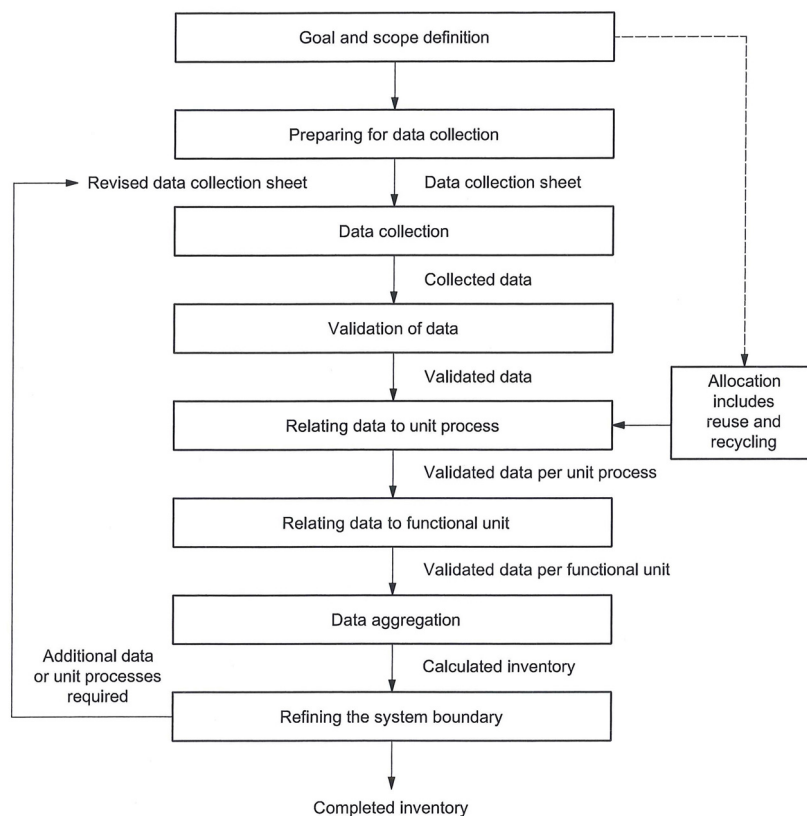 Goal and scope definition
Preparing for data collection
Revised data collection sheet
Data collection sheet
Data collection
Collected data
Validation of data
Validated data
Allocation
includes
reuse and
recycling
Relating data to unit process
Validated data per unit process
Relating data to functional unit
Validated data per functional unit
Data aggregation
Additional data
or unit processes
required
Calculated inventory
Refining the system boundary
Completed inventory